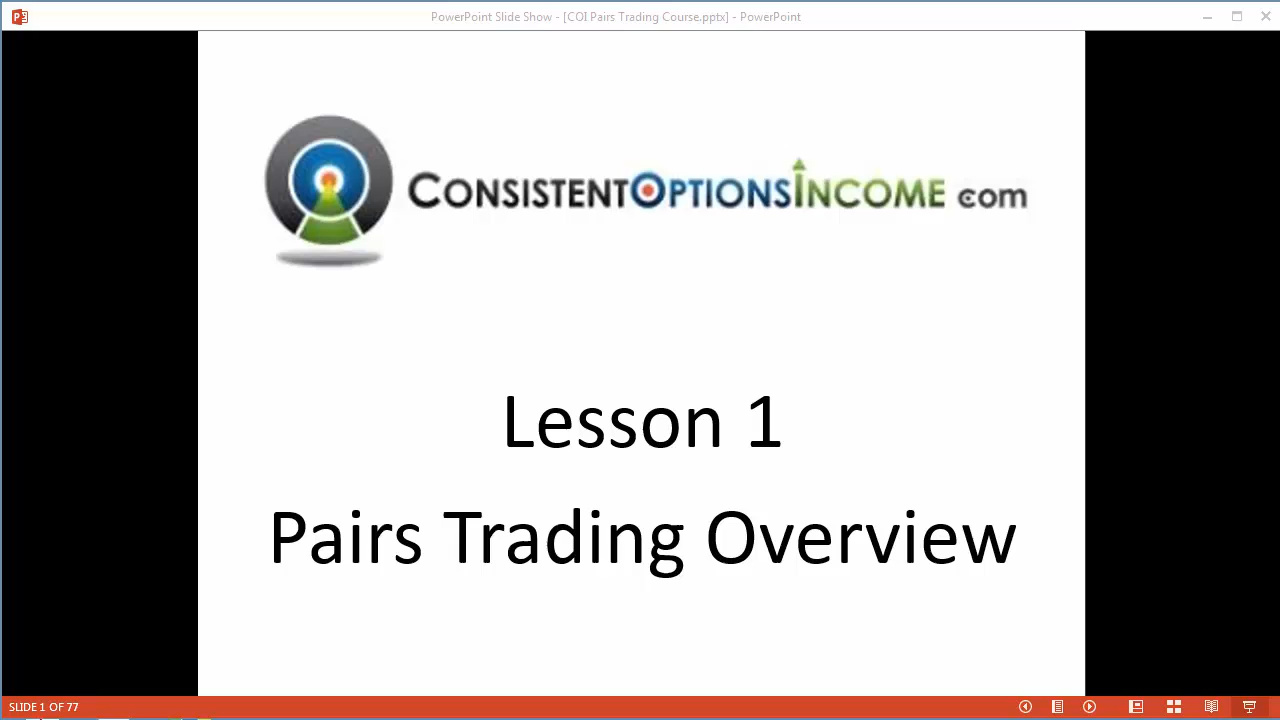 PowerPoint Slide Show - [COI Pairs Trading Course.pptx] - PowerPoint
CONSISTENTOPTIONSINCOME.com
Lesson 1
Pairs Trading Overview
SLIDE 1 OF 77